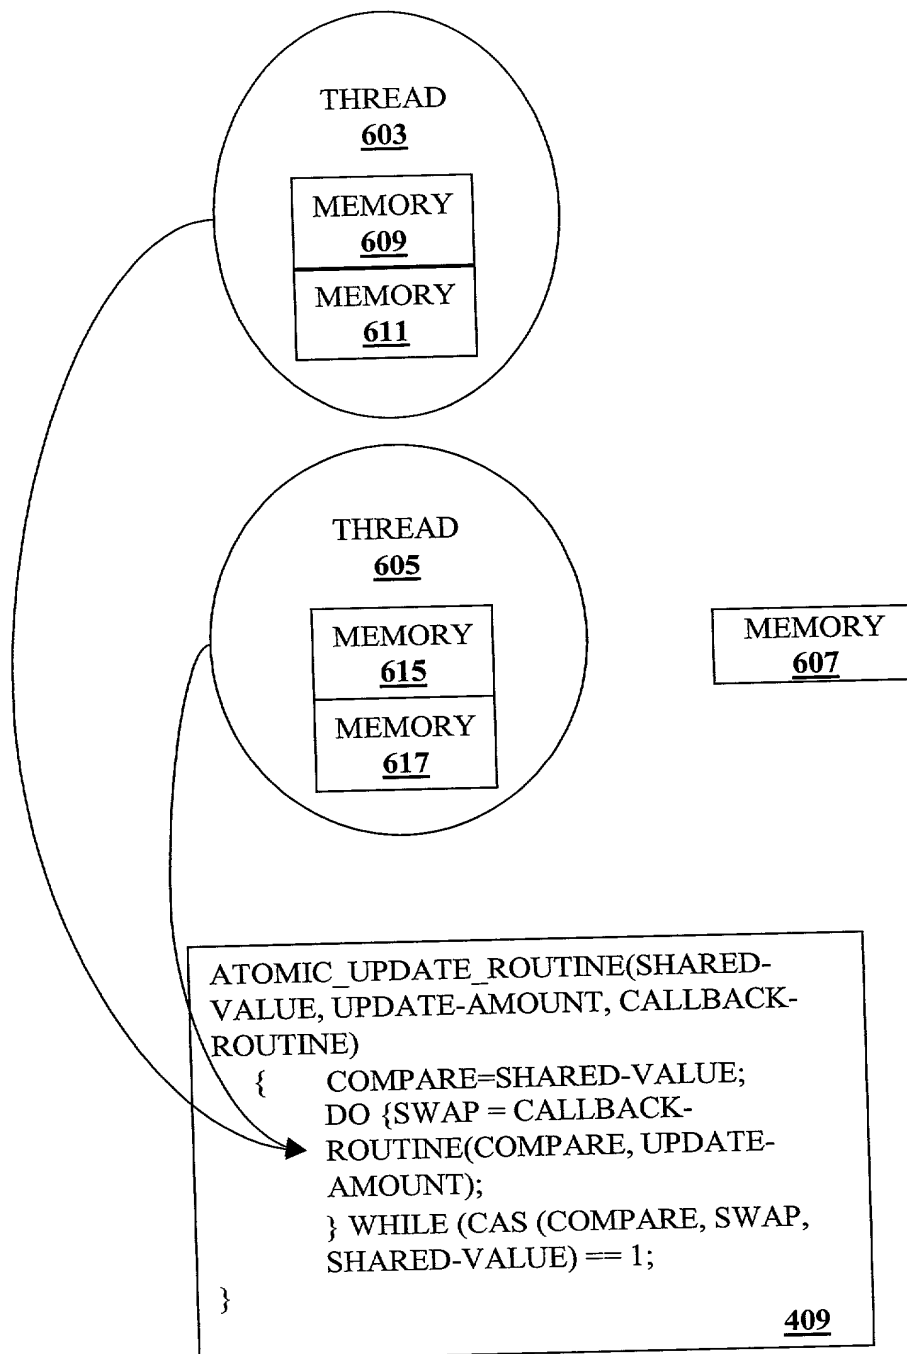 THREAD
603
MEMORY
609
MEMORY
611
THREAD
605
MEMORY
615
MEMORY
617
MEMORY
607
ATOMIC_UPDATE_ROUTINE(SHARED-
VALUE, UPDATE-AMOUNT, CALLBACK-
ROUTINE)
{ COMPARE=SHARED-VALUE;
DO {SWAP = CALLBACK-
ROUTINE(COMPARE, UPDATE-
AMOUNT);
} WHILE (CAS (COMPARE, SWAP,
SHARED-VALUE) == 1;
}
409